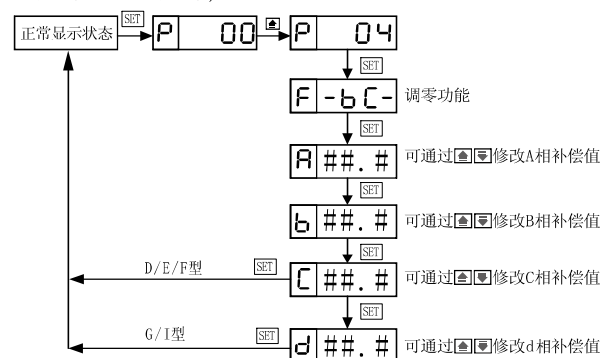 正常显示状态 SET P 00 P 04
SET
F -bC- 调零功能
SET
A ##.# 可通过修改A相补偿值
SET
b ##.# 可通过修改B相补偿值
SET
D/E/F型 SET C ##.# 可通过修改C相补偿值
SET
G/I型 SET d ##.# 可通过修改d相补偿值